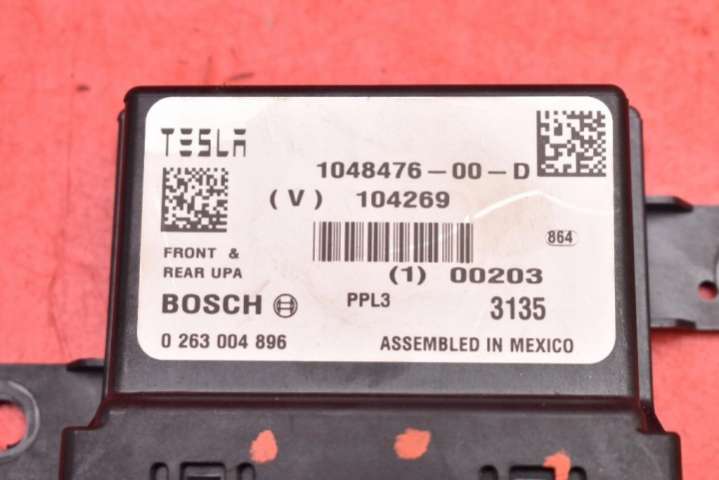 TESLA
1048476-00-D
(V) 104269
FRONT &
REAR UPA
864
(1) 00203
BOSCH
PPL3
3135
0 263 004 896
ASSEMBLED IN MEXICO